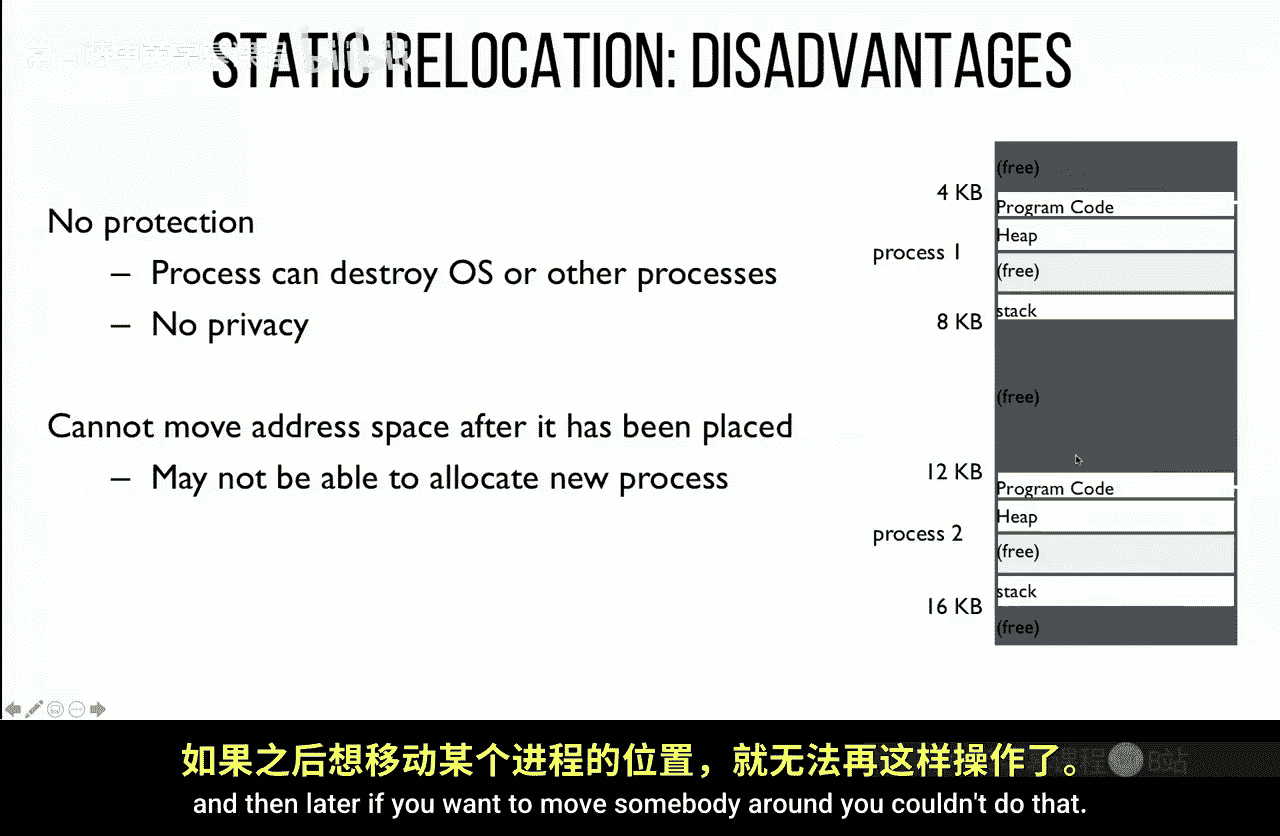 STATIC RELOCATION: DISADVANTAGES
No protection
– Process can destroy OS or other processes
– No privacy
Cannot move address space after it has been placed
– May not be able to allocate new process
(free)
4 KB
Program Code
Heap
process 1
(free)
stack
8 KB
(free)
12 KB
Program Code
Heap
process 2
(free)
stack
16 KB
(free)
如果之后想移动某个进程的位置，就无法再这样操作了。
课程
B站
and then later if you want to move somebody around you couldn't do that.